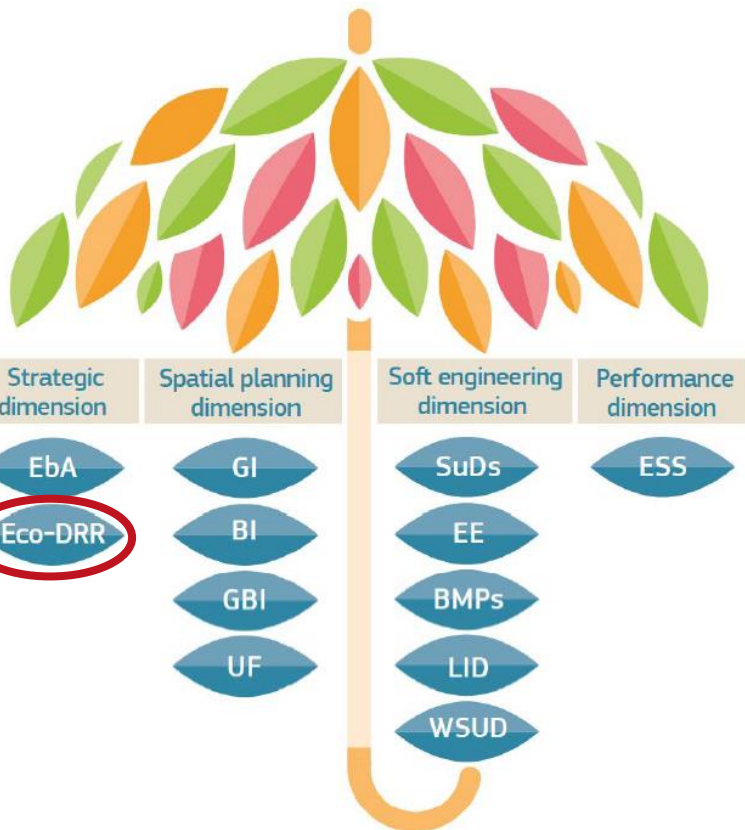 Strategic
dimension
EbA
Eco-DRR
Spatial planning
dimension
GI
BI
GBI
UF
Soft engineering
dimension
SuDs
EE
BMPs
LID
WSUD
Performance
dimension
ESS